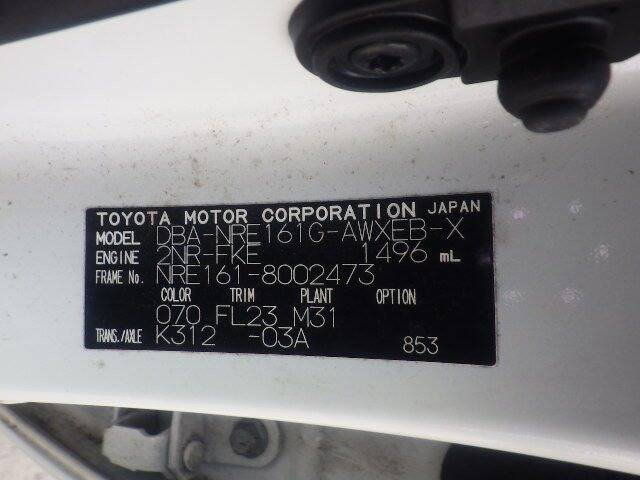 TOYOTA MOTOR CORPORATION JAPAN
MODEL DBA-NRE161G-AWXEB-X
ENGINE 2NR-FKE 1496 mL
FRAME No. NRE161-8002473
COLOR TRIM PLANT OPTION
070 FL23 M31
TRANS./AXLE K312 -03A 853